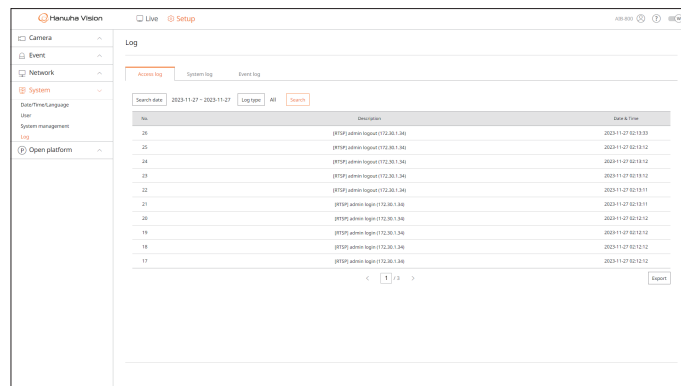 Hanwha Vision
Live
Setup
AIB-800
?
Camera
Event
Network
System
Date/Time/Language
User
System management
Log
P Open platform
Log
Access log
System log
Event log
Search date 2023-11-27 ~ 2023-11-27 Log type All Search
No. Description Date & Time
26 [RTSP] admin logout (172.30.1.34) 2023-11-27 02:13:33
25 [RTSP] admin logout (172.30.1.34) 2023-11-27 02:13:12
24 [RTSP] admin logout (172.30.1.34) 2023-11-27 02:13:12
23 [RTSP] admin logout (172.30.1.34) 2023-11-27 02:13:12
22 [RTSP] admin logout (172.30.1.34) 2023-11-27 02:13:11
21 [RTSP] admin login (172.30.1.34) 2023-11-27 02:13:11
20 [RTSP] admin login (172.30.1.34) 2023-11-27 02:12:12
19 [RTSP] admin login (172.30.1.34) 2023-11-27 02:12:12
18 [RTSP] admin login (172.30.1.34) 2023-11-27 02:12:12
17 [RTSP] admin login (172.30.1.34) 2023-11-27 02:12:12
< 1 / 3 >
Export